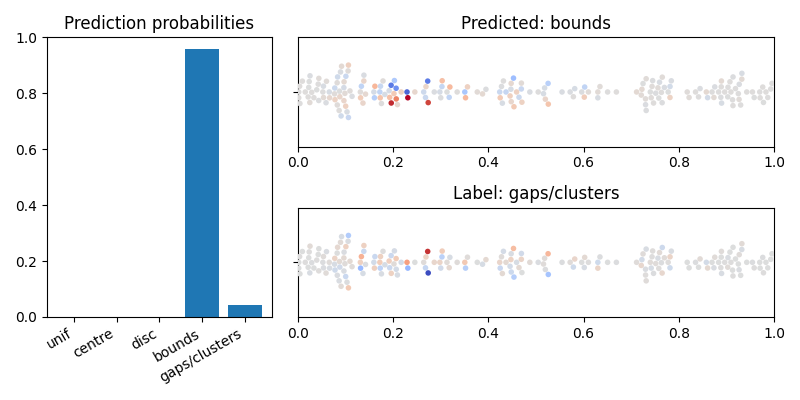 Prediction probabilities
1.0
0.8
0.6
0.4
0.2
0.0
unif
centre
disc
bounds
gaps/clusters
Predicted: bounds
0.0 0.2 0.4 0.6 0.8 1.0
Label: gaps/clusters
0.0 0.2 0.4 0.6 0.8 1.0